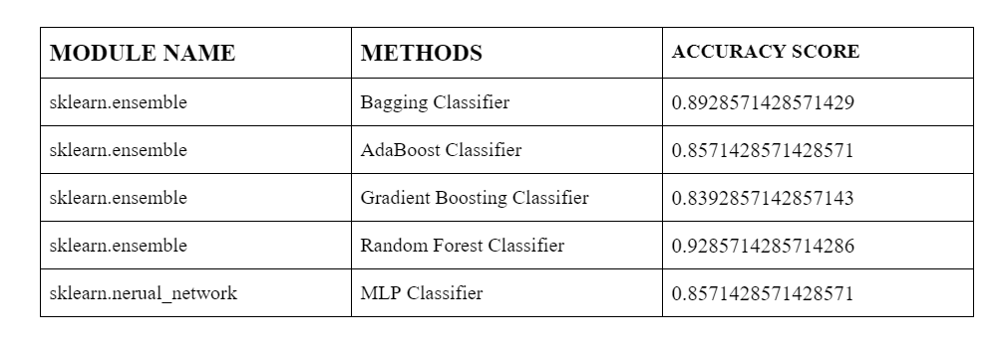 MODULE NAME METHODS ACCURACY SCORE
sklearn.ensemble Bagging Classifier 0.8928571428571429
sklearn.ensemble AdaBoost Classifier 0.8571428571428571
sklearn.ensemble Gradient Boosting Classifier 0.8392857142857143
sklearn.ensemble Random Forest Classifier 0.9285714285714286
sklearn.nerual_network MLP Classifier 0.8571428571428571